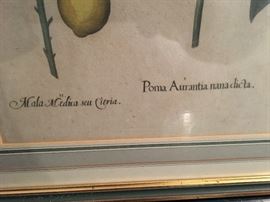 Mala Medica seu Citria.
Poma Aurantia nana dicta.